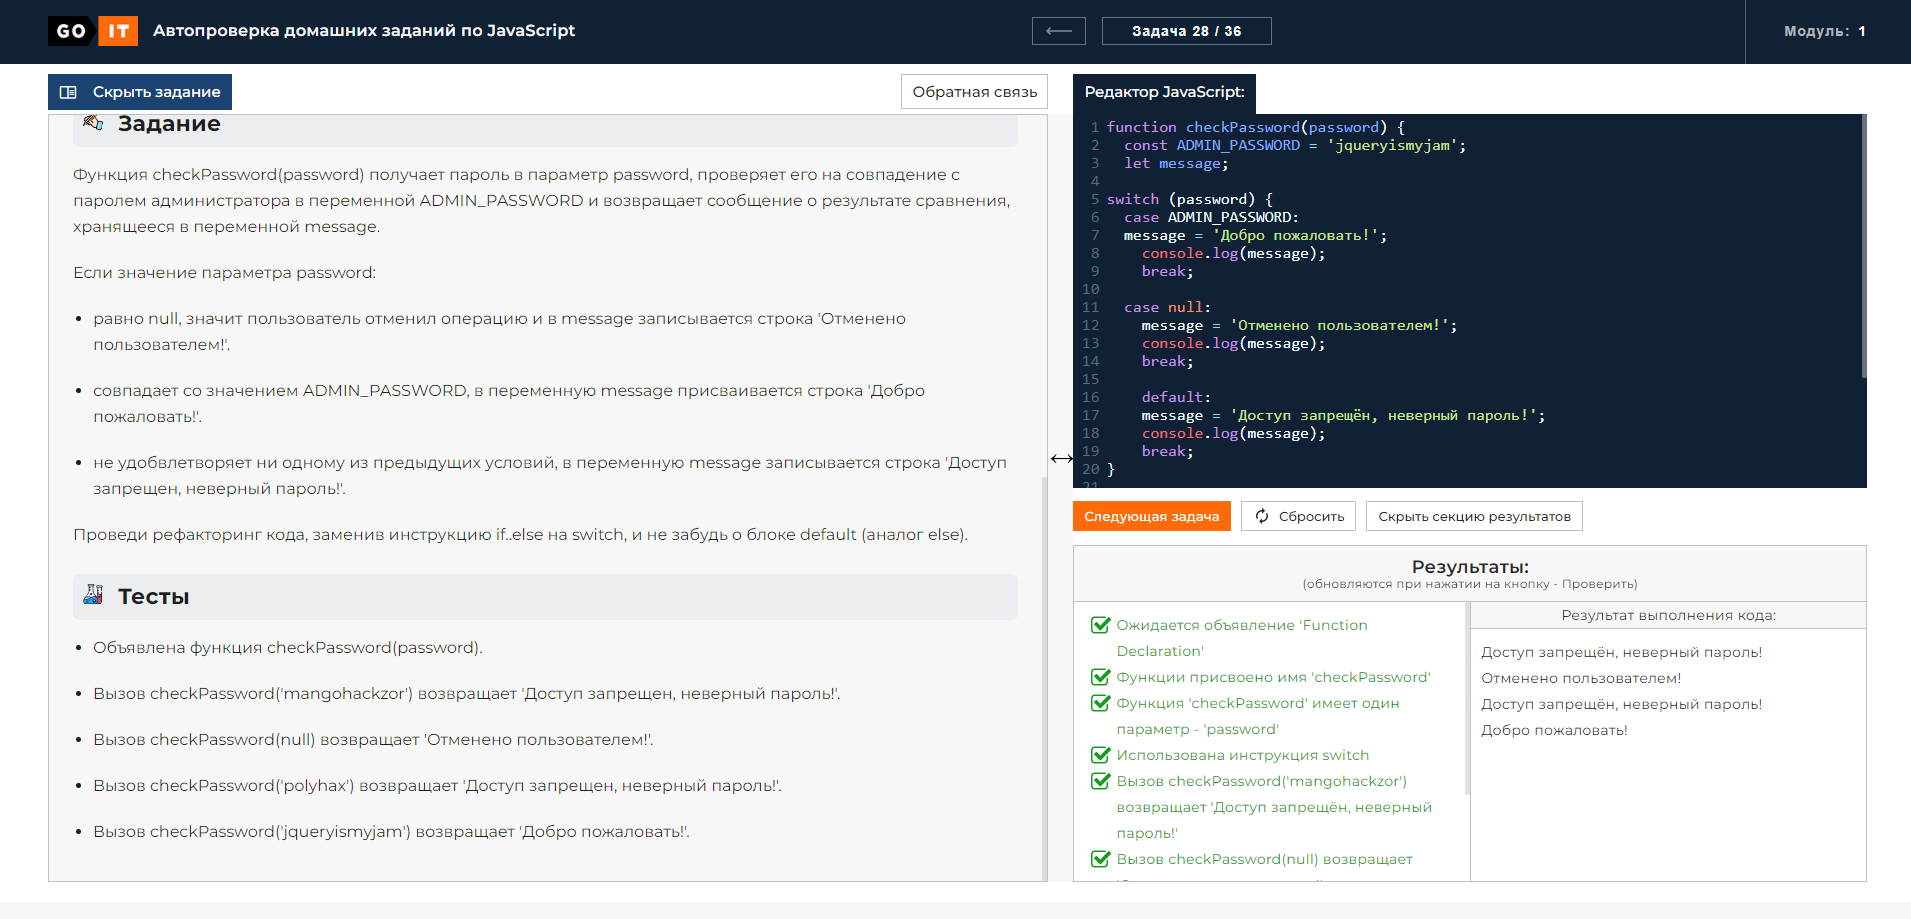 GO IT
Автопроверка домашних заданий по JavaScript
Задача 28 / 36
Модуль: 1
Скрыть задание
Обратная связь
Задание
Функция checkPassword(password) получает пароль в параметр password, проверяет его на совпадение с
паролем администратора в переменной ADMIN_PASSWORD и возвращает сообщение о результате сравнения,
хранящееся в переменной message.
Если значение параметра password:
• равно null, значит пользователь отменил операцию и в message записывается строка 'Отменено
пользователем!'.
• совпадает со значением ADMIN_PASSWORD, в переменную message присваивается строка 'Добро
пожаловать!'.
• не удобвлетворяет ни одному из предыдущих условий, в переменную message записывается строка 'Доступ
запрещен, неверный пароль!'.
Проведи рефакторинг кода, заменив инструкцию if..else на switch, и не забудь о блоке default (аналог else).
Тесты
• Объявлена функция checkPassword(password).
• Вызов checkPassword('mangohackzor') возвращает 'Доступ запрещен, неверный пароль!'.
• Вызов checkPassword(null) возвращает 'Отменено пользователем!'.
• Вызов checkPassword('polyhax') возвращает 'Доступ запрещен, неверный пароль!'.
• Вызов checkPassword('jqueryismyjam') возвращает 'Добро пожаловать!'.
Редактор JavaScript:
1 function checkPassword(password) {
2 const ADMIN_PASSWORD = 'jqueryismyjam';
3 let message;
4
5 switch (password) {
6 case ADMIN_PASSWORD:
7 message = 'Добро пожаловать!';
8 console.log(message);
9 break;
10
11 case null:
12 message = 'Отменено пользователем!';
13 console.log(message);
14 break;
15
16 default:
17 message = 'Доступ запрещён, неверный пароль!';
18 console.log(message);
19 break;
20 }
21
Следующая задача
Сбросить
Скрыть секцию результатов
Результаты:
(обновляются при нажатии на кнопку - Проверить)
Ожидается объявление 'Function
Declaration'
Функции присвоено имя 'checkPassword'
Функция 'checkPassword' имеет один
параметр - 'password'
Использована инструкция switch
Вызов checkPassword('mangohackzor')
возвращает 'Доступ запрещён, неверный
пароль!'
Вызов checkPassword(null) возвращает
Результат выполнения кода:
Доступ запрещён, неверный пароль!
Отменено пользователем!
Доступ запрещён, неверный пароль!
Добро пожаловать!